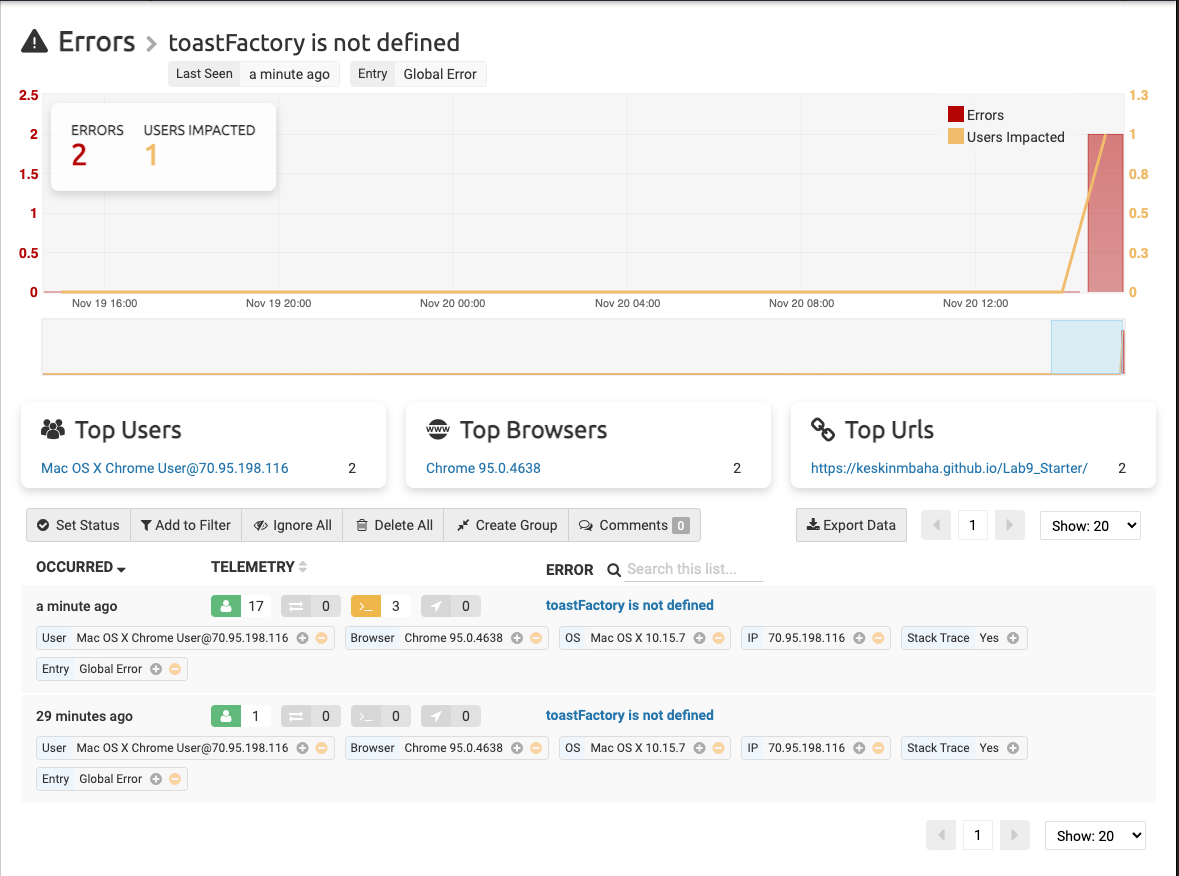 Errors > toastFactory is not defined
Last Seen a minute ago Entry Global Error
2.5
2
1.5
1
0.5
0
ERRORS USERS IMPACTED
2 1
Errors
Users Impacted
1.3
1
0.8
0.5
0.3
0
Nov 19 16:00 Nov 19 20:00 Nov 20 00:00 Nov 20 04:00 Nov 20 08:00 Nov 20 12:00
Top Users
Mac OS X Chrome User@70.95.198.116 2
WWW Top Browsers
Chrome 95.0.4638 2
Top Urls
https://keskinmbaha.github.io/Lab9_Starter/ 2
Set Status Add to Filter Ignore All Delete All Create Group Comments 0 Export Data 1 Show: 20
OCCURRED TELEMETRY ERROR Search this list...
a minute ago 17 0 >_ 3 0 toastFactory is not defined
User Mac OS X Chrome User@70.95.198.116 Browser Chrome 95.0.4638 OS Mac OS X 10.15.7 IP 70.95.198.116 Stack Trace Yes
Entry Global Error
29 minutes ago 1 0 >_ 0 0 toastFactory is not defined
User Mac OS X Chrome User@70.95.198.116 Browser Chrome 95.0.4638 OS Mac OS X 10.15.7 IP 70.95.198.116 Stack Trace Yes
Entry Global Error
1 Show: 20